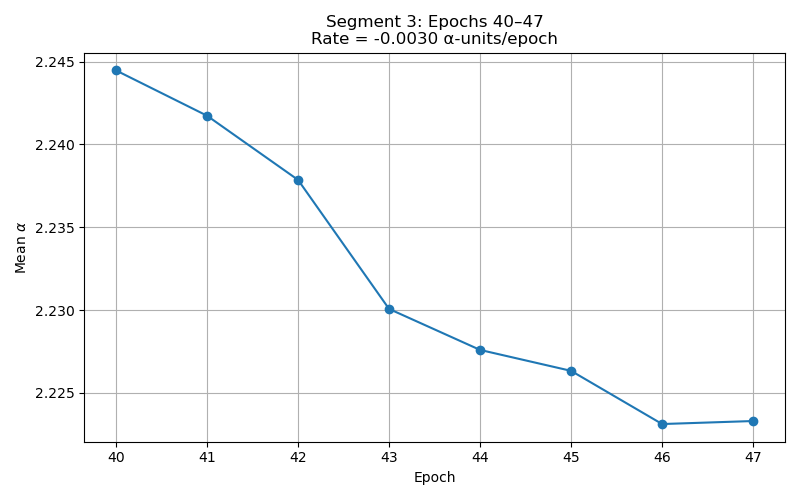 Segment 3: Epochs 40–47
Rate = -0.0030 α-units/epoch
2.245
2.240
2.235
2.230
2.225
Mean α
40 41 42 43 44 45 46 47
Epoch